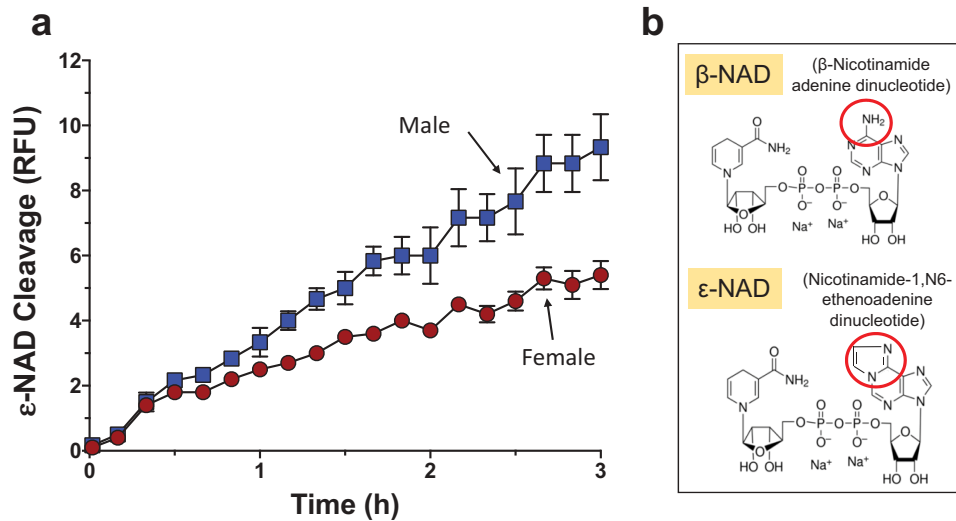 a
ε-NAD Cleavage (RFU)
12
10
8
6
4
2
0
0
1
2
3
Time (h)
Male
Female
b
β-NAD
(β-Nicotinamide
adenine dinucleotide)
NH₂
O
NH₂
N
N
N
N
N
O
O
O
P
O
P
O
O⁻
O⁻
Na⁺
Na⁺
O
O
OH
OH
HO
OH
ε-NAD
(Nicotinamide-1,N6-
ethenoadenine
dinucleotide)
N
O
NH₂
N
N
N
N
N
O
O
O
P
O
P
O
O⁻
O⁻
Na⁺
Na⁺
O
O
OH
OH
HO
OH